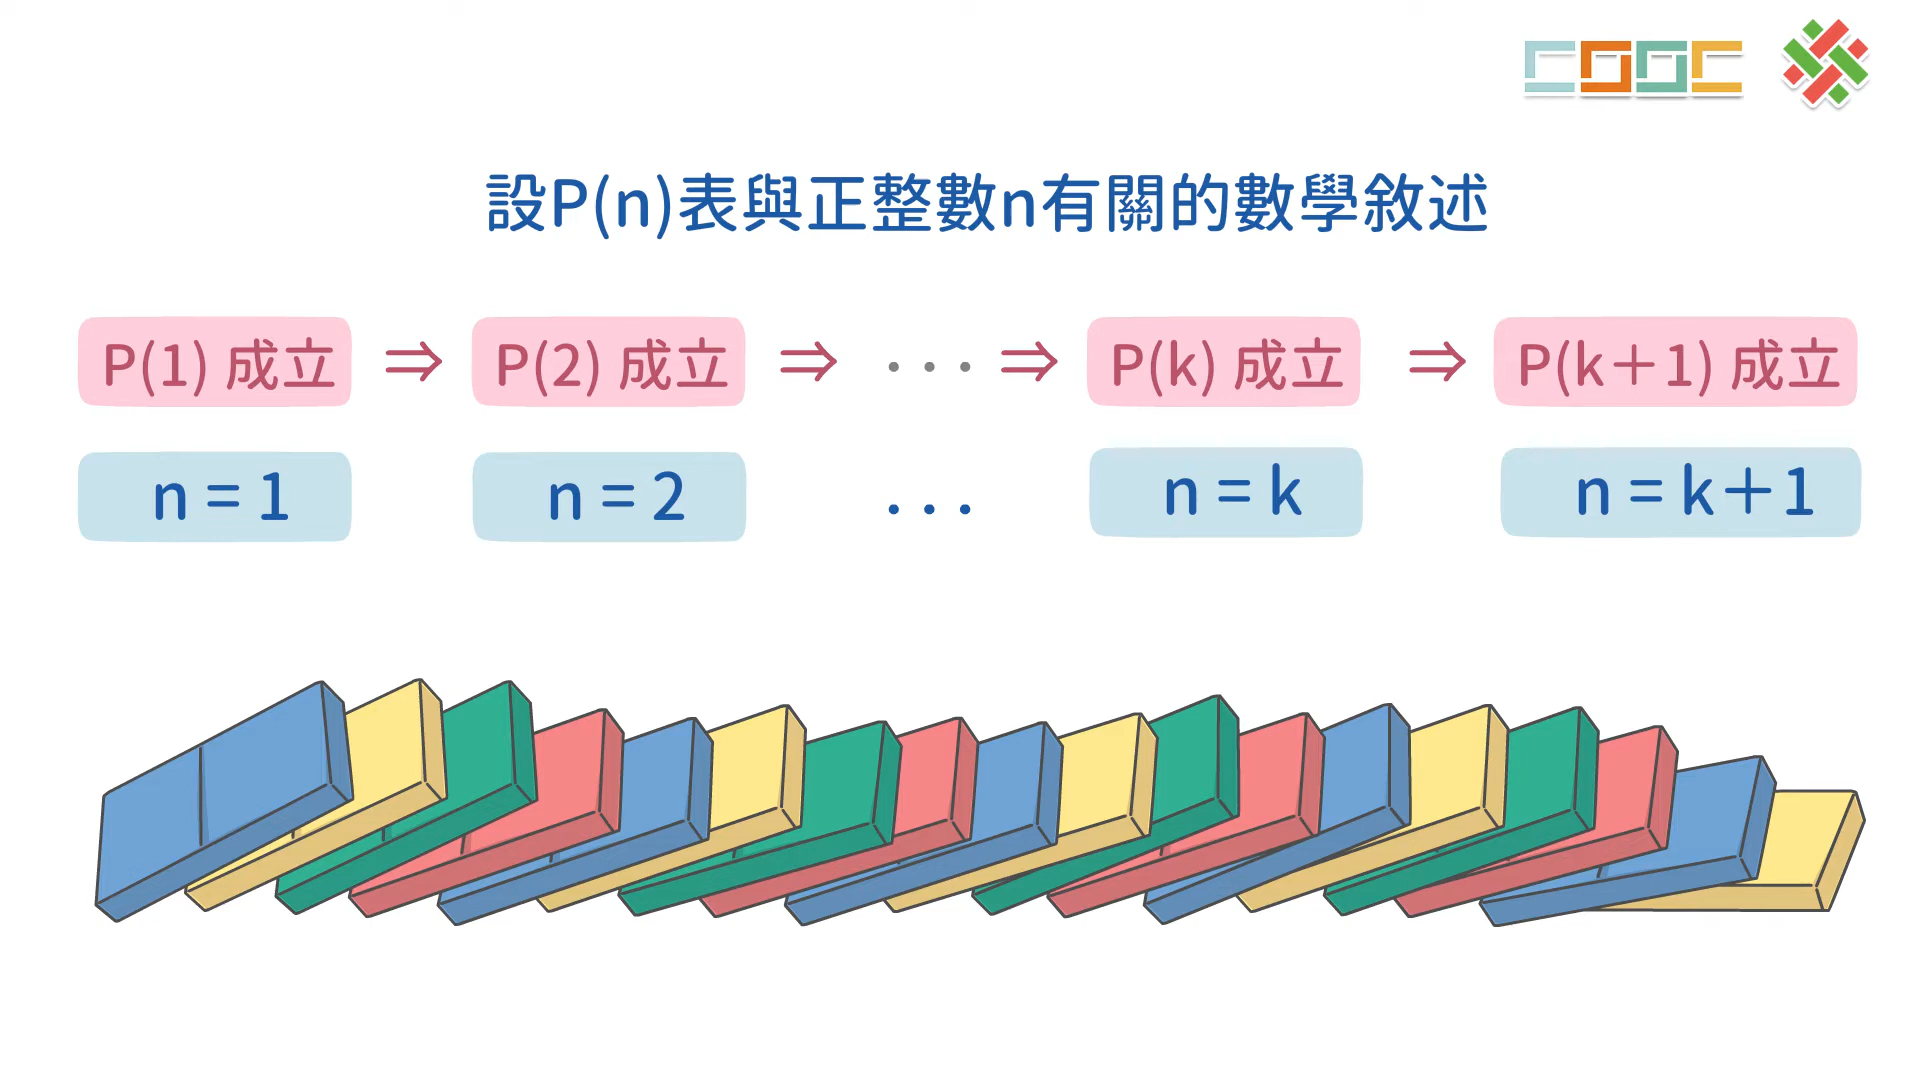 COOC
設P(n)表與正整數n有關的數學敘述
P(1) 成立 ⇒ P(2) 成立 ⇒ ··· ⇒ P(k) 成立 ⇒ P(k+1) 成立
n = 1 n = 2 ... n = k n = k+1